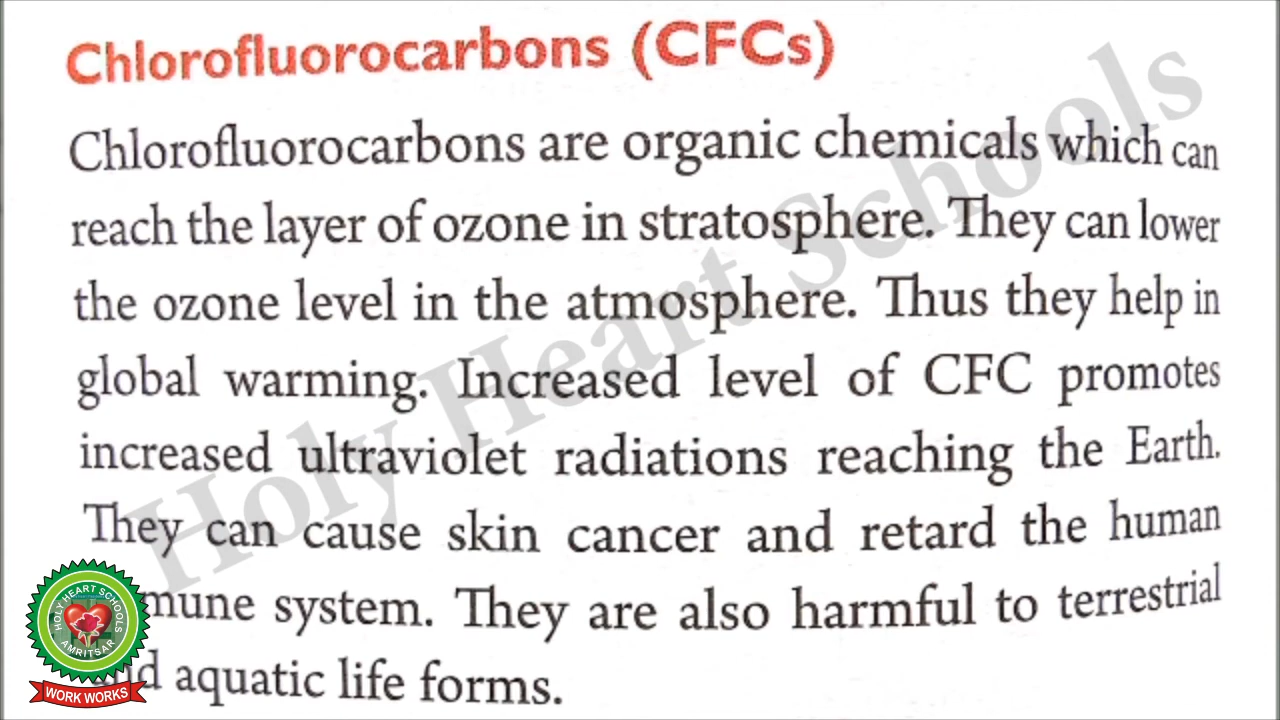 Chlorofluorocarbons (CFCs)
Chlorofluorocarbons are organic chemicals which can
reach the layer of ozone in stratosphere. They can lower
the ozone level in the atmosphere. Thus they help in
global warming. Increased level of CFC promotes
increased ultraviolet radiations reaching the Earth.
They can cause skin cancer and retard the human
mune system. They are also harmful to terrestrial
nd aquatic life forms.
Holy Heart Schools
HOLY HEART SCHOOLS
AMRITSAR
WORK WORKS